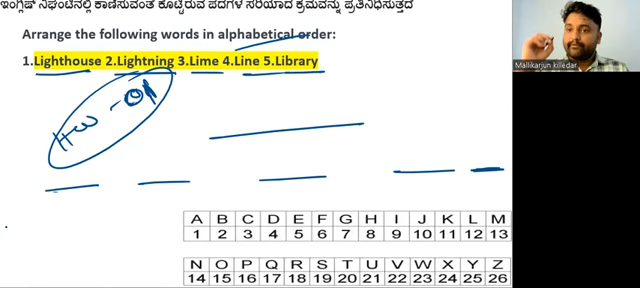 ಇಂಗ್ಲಿಷ್ ನಿಘಂಟಿನಲ್ಲಿ ಕಾಣಿಸುವಂತೆ ಕೊಟ್ಟಿರುವ ಪದಗಳ ಸರಿಯಾದ ಕ್ರಮವನ್ನು ಪ್ರತಿನಿಧಿಸುತ್ತದೆ
Arrange the following words in alphabetical order:
1.Lighthouse 2.Lightning 3.Lime 4.Line 5.Library
HW -
A B C D E F G H I J K L M
1 2 3 4 5 6 7 8 9 10 11 12 13
N O P Q R S T U V W X Y Z
14 15 16 17 18 19 20 21 22 23 24 25 26
Mallikarjun killedar